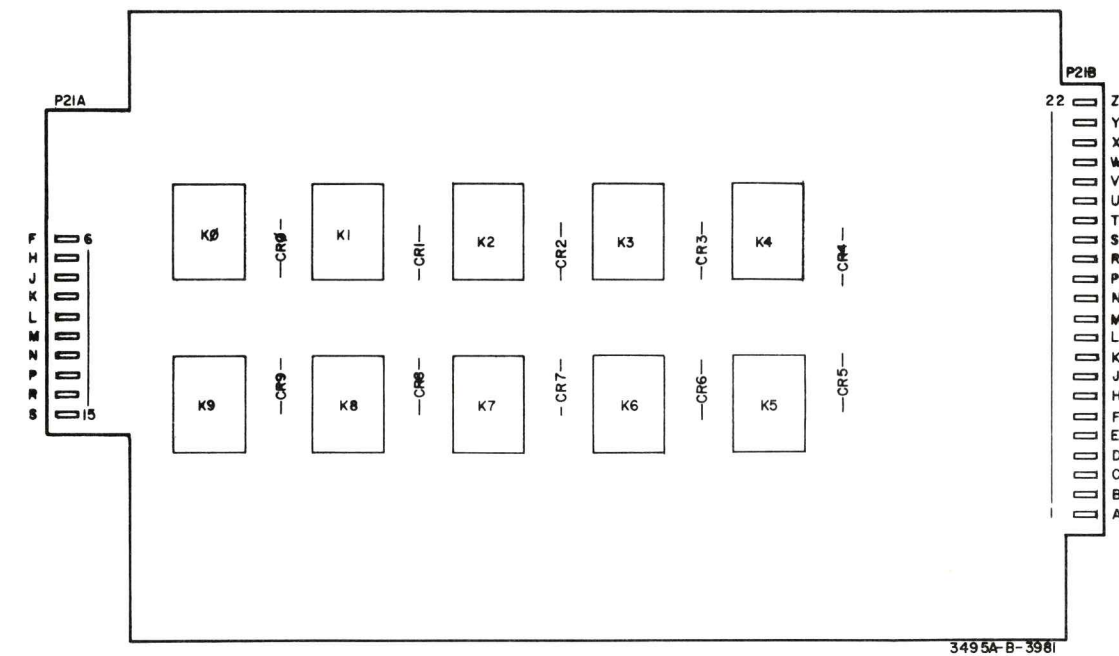 P21B
P21A
22 Z
Y
X
W
V
U
T
S
R
P
N
M
L
K
J
H
F
E
D
C
B
1 A
F 6
H
J
K
L
M
N
P
R
S 15
KØ CRØ K1 CR1 K2 CR2 K3 CR3 K4 CR4
K9 CR9 K8 CR8 K7 CR7 K6 CR6 K5 CR5
3495A-B-3981